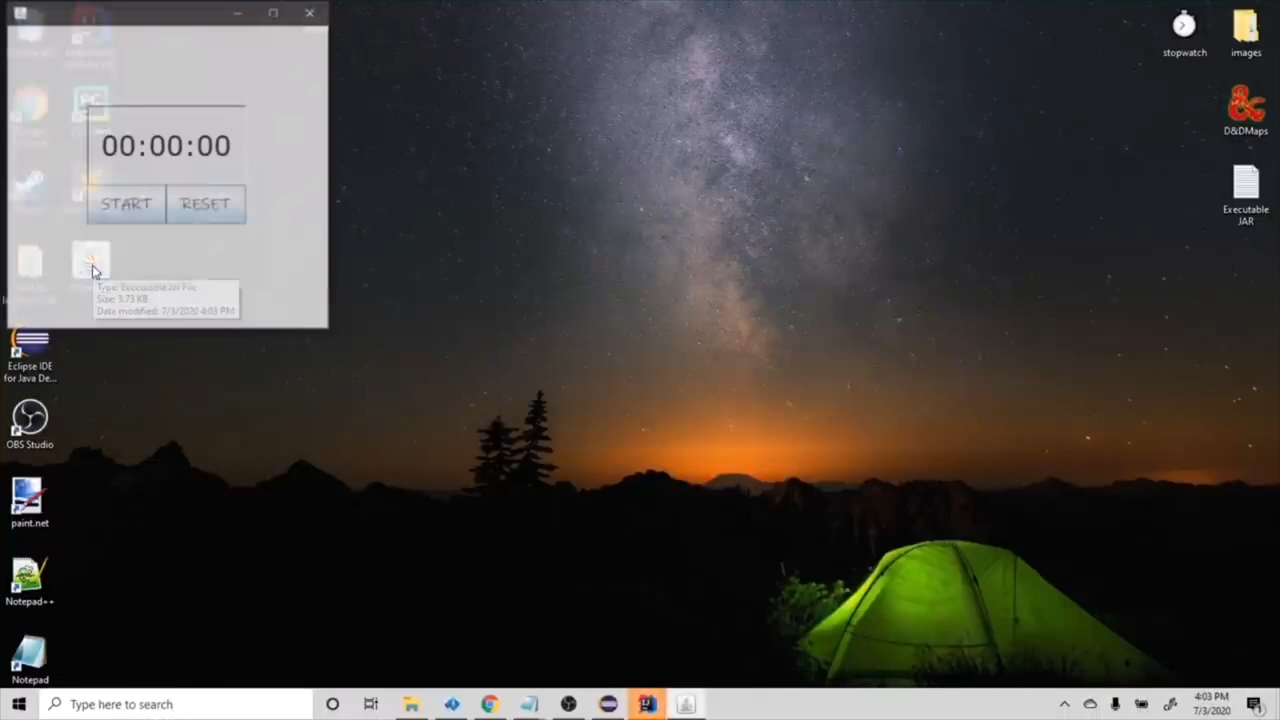 00:00:00
START
RESET
Type: Executable Jar File
Size: 3.73 KB
Date modified: 7/3/2020 4:03 PM
Eclipse IDE
for Java De...
OBS Studio
paint.net
Notepad++
Notepad
stopwatch
images
D&DMaps
Executable
JAR
Type here to search
4:03 PM
7/3/2020